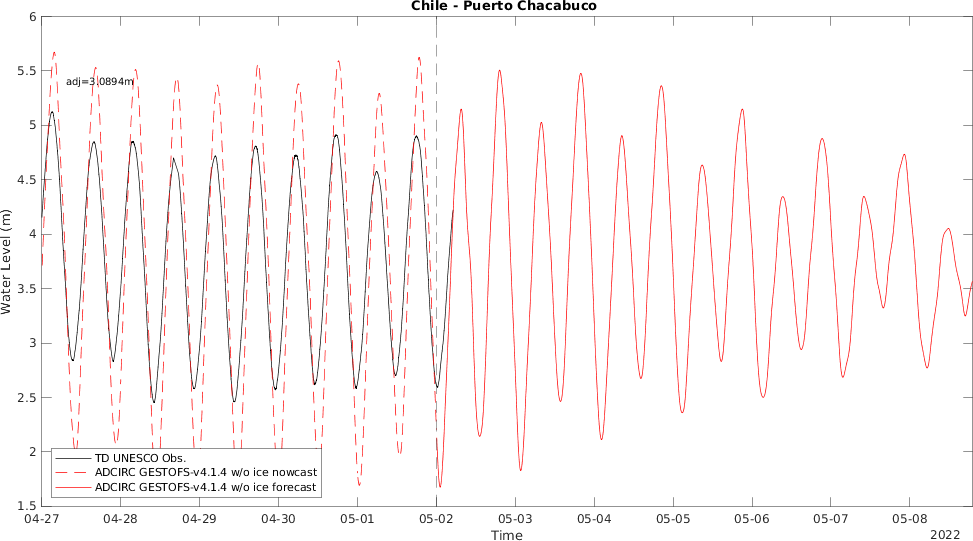 Chile - Puerto Chacabuco
6
5.5
5
4.5
4
3.5
3
2.5
2
1.5
Water Level (m)
adj=3.0894m
TD UNESCO Obs.
ADCIRC GESTOFS-v4.1.4 w/o ice nowcast
ADCIRC GESTOFS-v4.1.4 w/o ice forecast
04-27 04-28 04-29 04-30 05-01 05-02 05-03 05-04 05-05 05-06 05-07 05-08
Time
2022